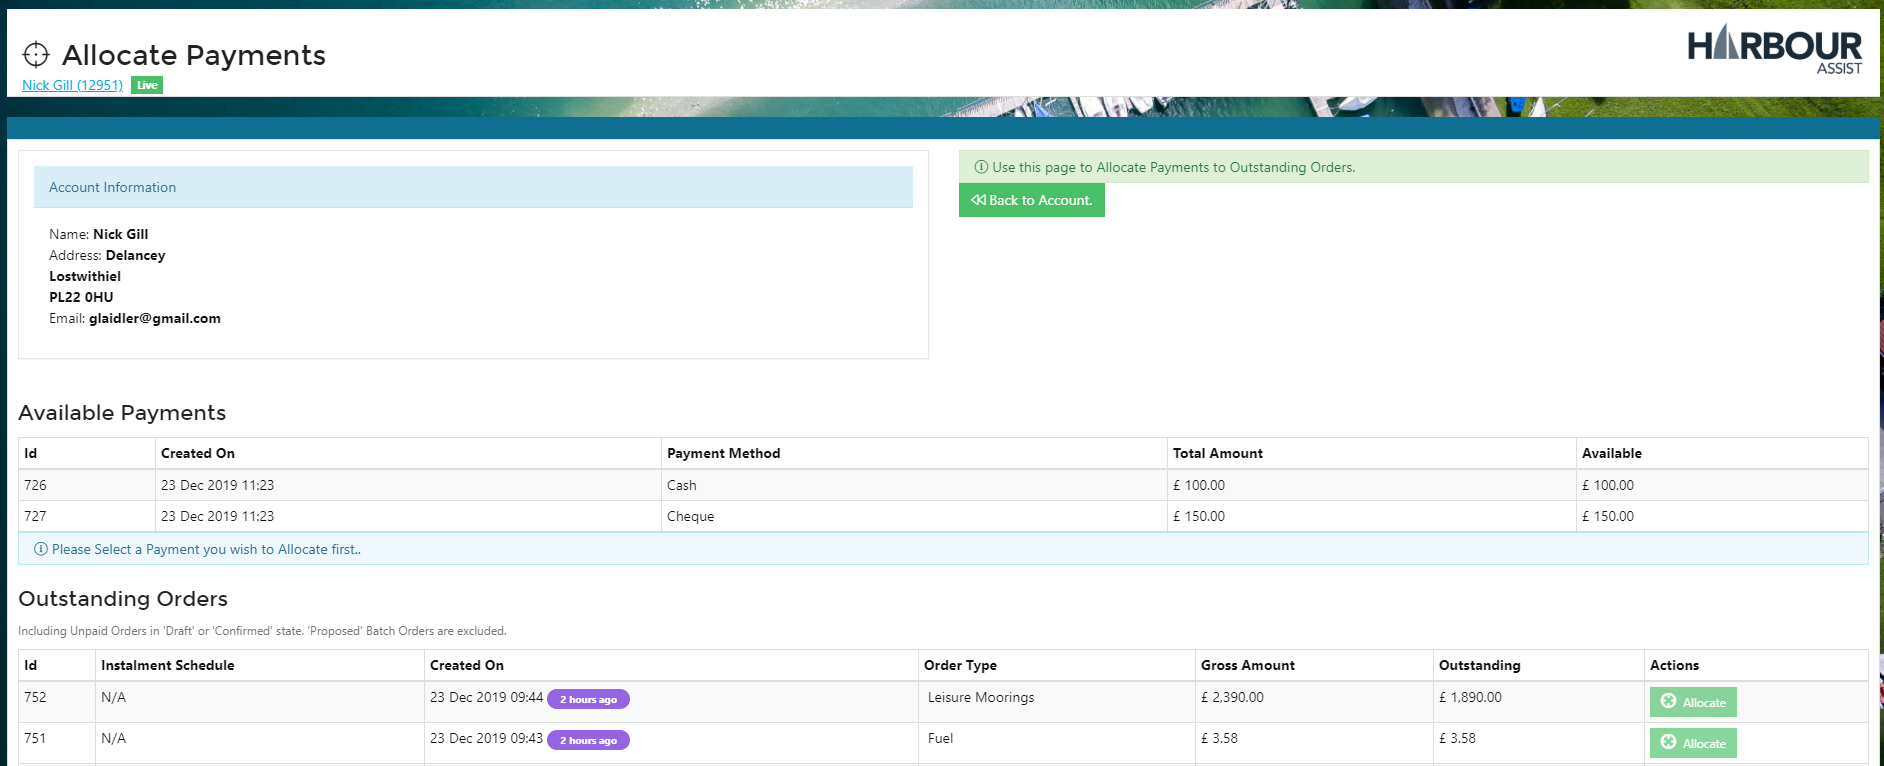 Allocate Payments
HARBOUR
ASSIST
Nick Gill (12951) Live
Account Information
Name: Nick Gill
Address: Delancey
Lostwithiel
PL22 0HU
Email: glaidler@gmail.com
Use this page to Allocate Payments to Outstanding Orders.
Back to Account.
Available Payments
Id Created On Payment Method Total Amount Available
726 23 Dec 2019 11:23 Cash £ 100.00 £ 100.00
727 23 Dec 2019 11:23 Cheque £ 150.00 £ 150.00
Please Select a Payment you wish to Allocate first..
Outstanding Orders
Including Unpaid Orders in 'Draft' or 'Confirmed' state. 'Proposed' Batch Orders are excluded.
Id Instalment Schedule Created On Order Type Gross Amount Outstanding Actions
752 N/A 23 Dec 2019 09:44 2 hours ago Leisure Moorings £ 2,390.00 £ 1,890.00 Allocate
751 N/A 23 Dec 2019 09:43 2 hours ago Fuel £ 3.58 £ 3.58 Allocate